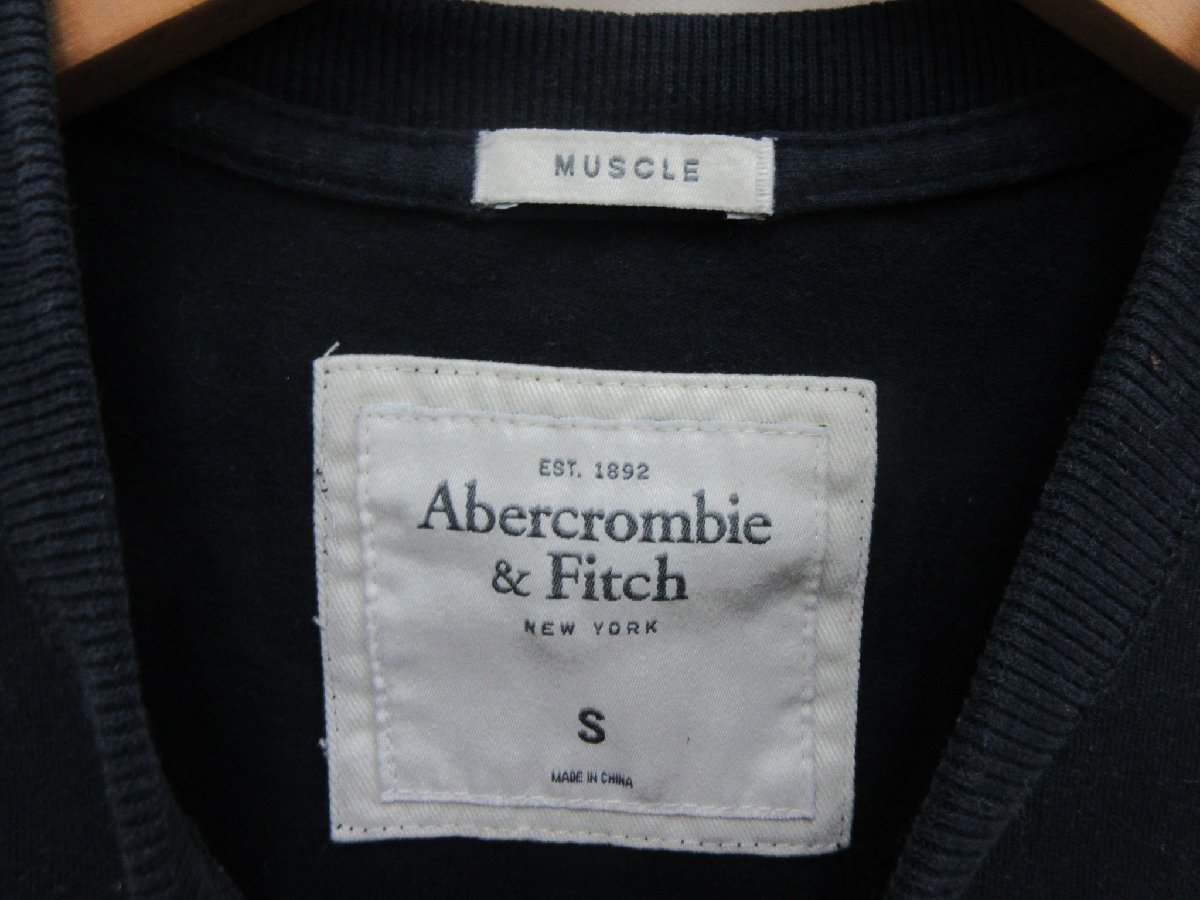 MUSCLE
EST. 1892
Abercrombie
& Fitch
NEW YORK
S
MADE IN CHINA